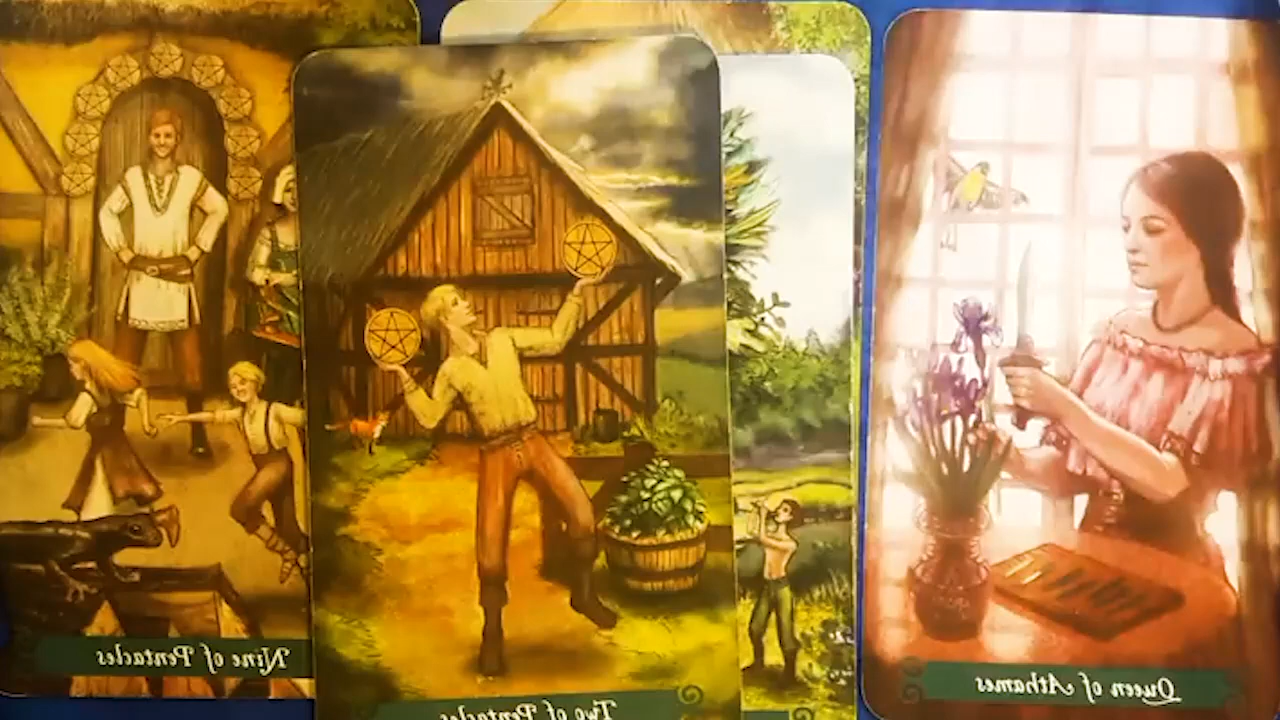 Nine of Pentacles
Two of Pentacles
Queen of Athames